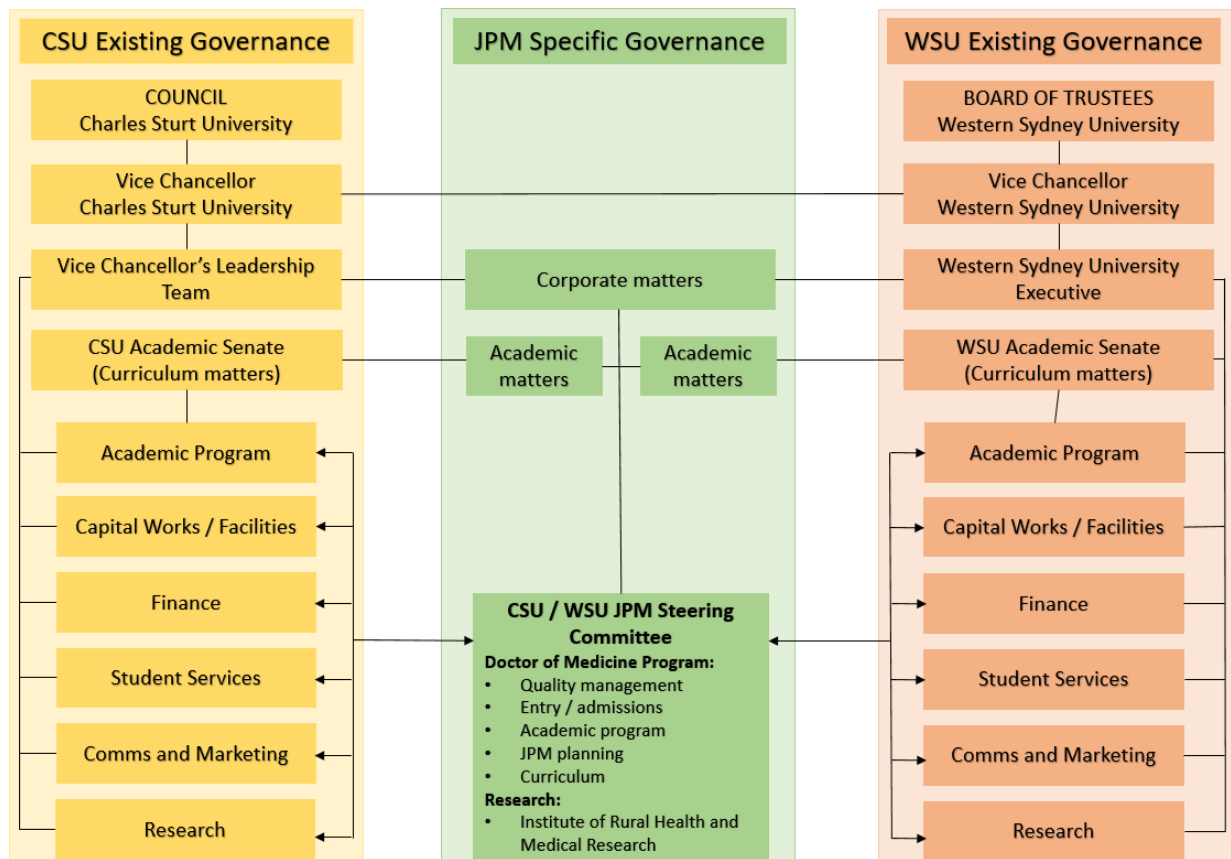 CSU Existing Governance
COUNCIL
Charles Sturt University
Vice Chancellor
Charles Sturt University
Vice Chancellor’s Leadership
Team
CSU Academic Senate
(Curriculum matters)
Academic Program
Capital Works / Facilities
Finance
Student Services
Comms and Marketing
Research
JPM Specific Governance
Corporate matters
Academic
matters
Academic
matters
CSU / WSU JPM Steering
Committee
Doctor of Medicine Program:
• Quality management
• Entry / admissions
• Academic program
• JPM planning
• Curriculum
Research:
• Institute of Rural Health and
Medical Research
WSU Existing Governance
BOARD OF TRUSTEES
Western Sydney University
Vice Chancellor
Western Sydney University
Western Sydney University
Executive
WSU Academic Senate
(Curriculum matters)
Academic Program
Capital Works / Facilities
Finance
Student Services
Comms and Marketing
Research